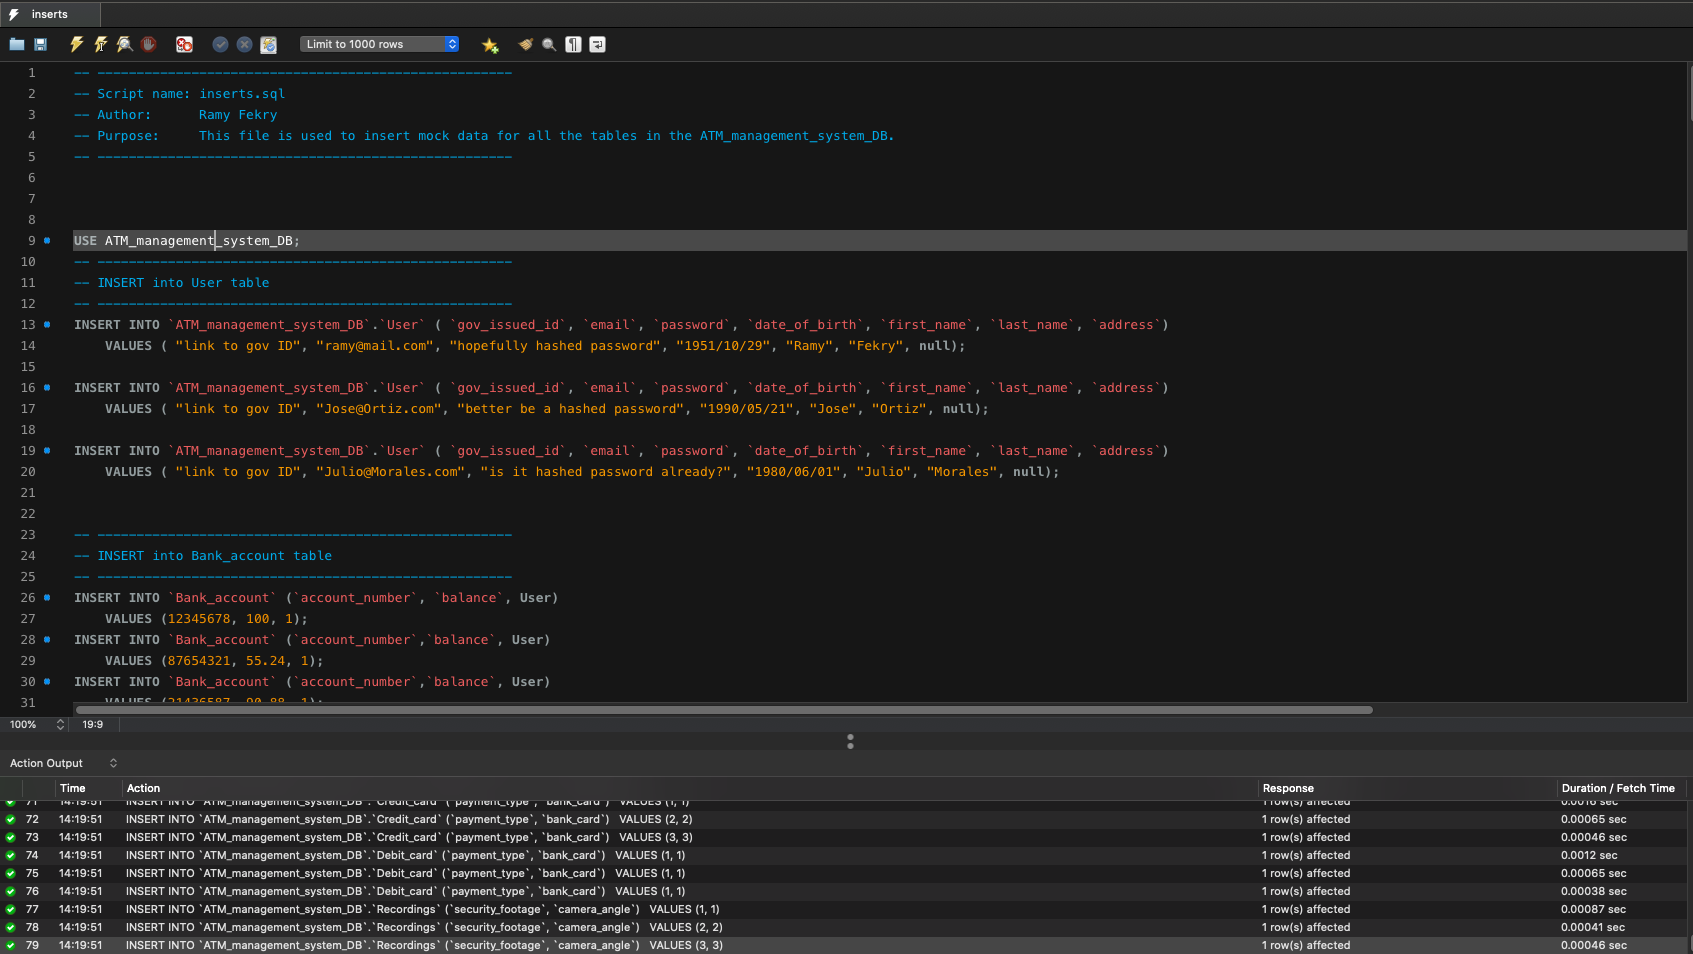 inserts
Limit to 1000 rows
1 -- -----------------------------------------------------
2 -- Script name: inserts.sql
3 -- Author:      Ramy Fekry
4 -- Purpose:     This file is used to insert mock data for all the tables in the ATM_management_system_DB.
5 -- -----------------------------------------------------
6
7
8
9 USE ATM_management_system_DB;
10 -- -----------------------------------------------------
11 -- INSERT into User table
12 -- -----------------------------------------------------
13 INSERT INTO `ATM_management_system_DB`.`User` ( `gov_issued_id`, `email`, `password`, `date_of_birth`, `first_name`, `last_name`, `address`)
14     VALUES ( "link to gov ID", "ramy@mail.com", "hopefully hashed password", "1951/10/29", "Ramy", "Fekry", null);
15
16 INSERT INTO `ATM_management_system_DB`.`User` ( `gov_issued_id`, `email`, `password`, `date_of_birth`, `first_name`, `last_name`, `address`)
17     VALUES ( "link to gov ID", "Jose@Ortiz.com", "better be a hashed password", "1990/05/21", "Jose", "Ortiz", null);
18
19 INSERT INTO `ATM_management_system_DB`.`User` ( `gov_issued_id`, `email`, `password`, `date_of_birth`, `first_name`, `last_name`, `address`)
20     VALUES ( "link to gov ID", "Julio@Morales.com", "is it hashed password already?", "1980/06/01", "Julio", "Morales", null);
21
22
23 -- -----------------------------------------------------
24 -- INSERT into Bank_account table
25 -- -----------------------------------------------------
26 INSERT INTO `Bank_account` (`account_number`, `balance`, User)
27     VALUES (12345678, 100, 1);
28 INSERT INTO `Bank_account` (`account_number`,`balance`, User)
29     VALUES (87654321, 55.24, 1);
30 INSERT INTO `Bank_account` (`account_number`,`balance`, User)
31     VALUES (21436587, 90.88, 1);
100% 19:9
Action Output
Time Action Response Duration / Fetch Time
71 14:19:51 INSERT INTO `ATM_management_system_DB`.`Credit_card` (`payment_type`, `bank_card`)   VALUES (1, 1) 1 row(s) affected 0.0016 sec
72 14:19:51 INSERT INTO `ATM_management_system_DB`.`Credit_card` (`payment_type`, `bank_card`)   VALUES (2, 2) 1 row(s) affected 0.00065 sec
73 14:19:51 INSERT INTO `ATM_management_system_DB`.`Credit_card` (`payment_type`, `bank_card`)   VALUES (3, 3) 1 row(s) affected 0.00046 sec
74 14:19:51 INSERT INTO `ATM_management_system_DB`.`Debit_card` (`payment_type`, `bank_card`)   VALUES (1, 1) 1 row(s) affected 0.0012 sec
75 14:19:51 INSERT INTO `ATM_management_system_DB`.`Debit_card` (`payment_type`, `bank_card`)   VALUES (1, 1) 1 row(s) affected 0.00065 sec
76 14:19:51 INSERT INTO `ATM_management_system_DB`.`Debit_card` (`payment_type`, `bank_card`)   VALUES (1, 1) 1 row(s) affected 0.00038 sec
77 14:19:51 INSERT INTO `ATM_management_system_DB`.`Recordings` (`security_footage`, `camera_angle`)   VALUES (1, 1) 1 row(s) affected 0.00087 sec
78 14:19:51 INSERT INTO `ATM_management_system_DB`.`Recordings` (`security_footage`, `camera_angle`)   VALUES (2, 2) 1 row(s) affected 0.00041 sec
79 14:19:51 INSERT INTO `ATM_management_system_DB`.`Recordings` (`security_footage`, `camera_angle`)   VALUES (3, 3) 1 row(s) affected 0.00046 sec